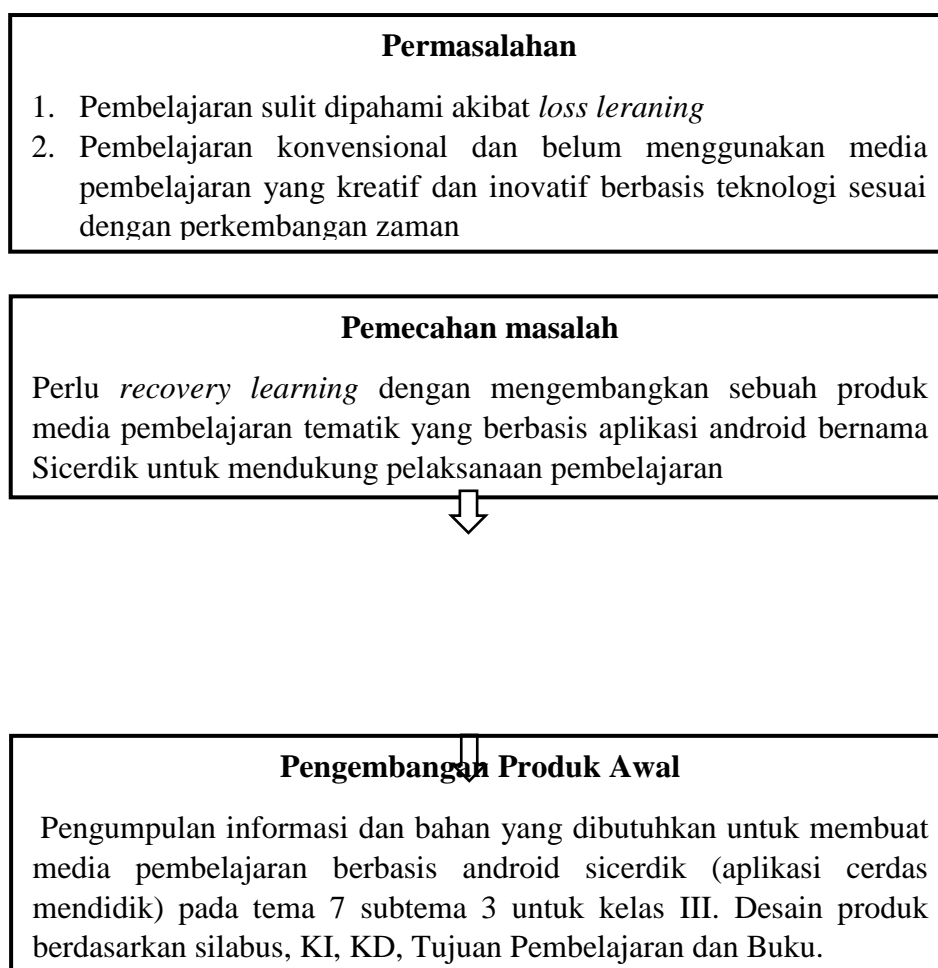 Permasalahan
1. Pembelajaran sulit dipahami akibat loss leraning
2. Pembelajaran konvensional dan belum menggunakan media
pembelajaran yang kreatif dan inovatif berbasis teknologi sesuai
dengan perkembangan zaman
Pemecahan masalah
Perlu recovery learning dengan mengembangkan sebuah produk
media pembelajaran tematik yang berbasis aplikasi android bernama
Sicerdik untuk mendukung pelaksanaan pembelajaran
Pengembangan Produk Awal
Pengumpulan informasi dan bahan yang dibutuhkan untuk membuat
media pembelajaran berbasis android sicerdik (aplikasi cerdas
mendidik) pada tema 7 subtema 3 untuk kelas III. Desain produk
berdasarkan silabus, KI, KD, Tujuan Pembelajaran dan Buku.